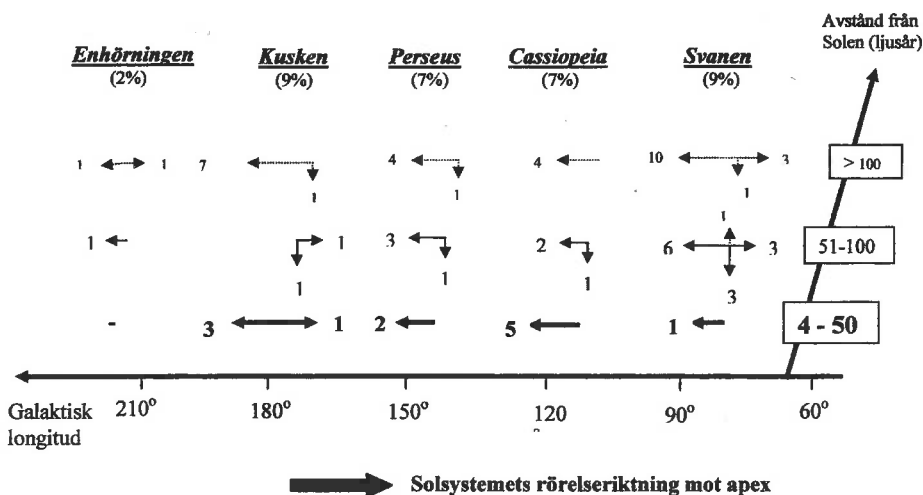 Avstånd från
Solen (ljusår)
Enhörningen Kusken Perseus Cassiopeia Svanen
(2%) (9%) (7%) (7%) (9%)
1 1 7 4 4 10 3 > 100
1 1 1
1
1 1 3 2 6 3 51-100
1 1 1 3
- 3 1 2 5 1 4 - 50
Galaktisk
longitud
210° 180° 150° 120 90° 60°
Solsystemets rörelseriktning mot apex